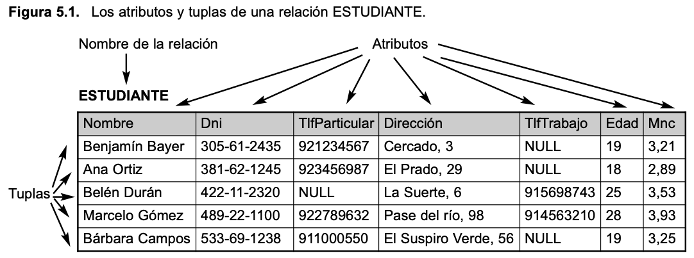 Figura 5.1. Los atributos y tuplas de una relación ESTUDIANTE.
Nombre de la relación
Atributos
ESTUDIANTE
Nombre Dni TlfParticular Dirección TlfTrabajo Edad Mnc
Benjamín Bayer 305-61-2435 921234567 Cercado, 3 NULL 19 3,21
Ana Ortiz 381-62-1245 923456987 El Prado, 29 NULL 18 2,89
Tuplas
Belén Durán 422-11-2320 NULL La Suerte, 6 915698743 25 3,53
Marcelo Gómez 489-22-1100 922789632 Pase del río, 98 914563210 28 3,93
Bárbara Campos 533-69-1238 911000550 El Suspiro Verde, 56 NULL 19 3,25